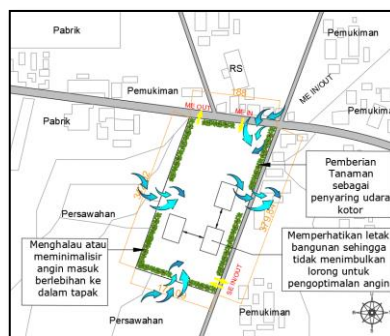 Pabrik
Pemukiman
RS
ME IN/OUT
Pemukiman
ME OUT
ME IN
Pemukiman
Pabrik
Pemberian
Tanaman
sebagai
penyaring udara
kotor
Persawahan
Menghalau atau
meminimalisir
angin masuk
berlebihan ke
dalam tapak
Memperhatikan letak
bangunan sehingga
tidak menimbulkan
lorong untuk
pengoptimalan angin
SE IN/OUT
Persawahan
Pemukiman